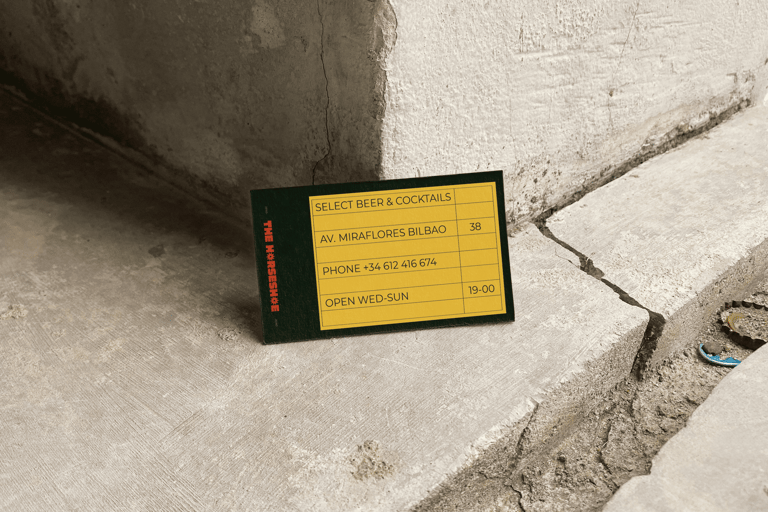 THE HORSESHOE
SELECT BEER & COCKTAILS
AV. MIRAFLORES BILBAO 38
PHONE +34 612 416 674
OPEN WED-SUN 19-00